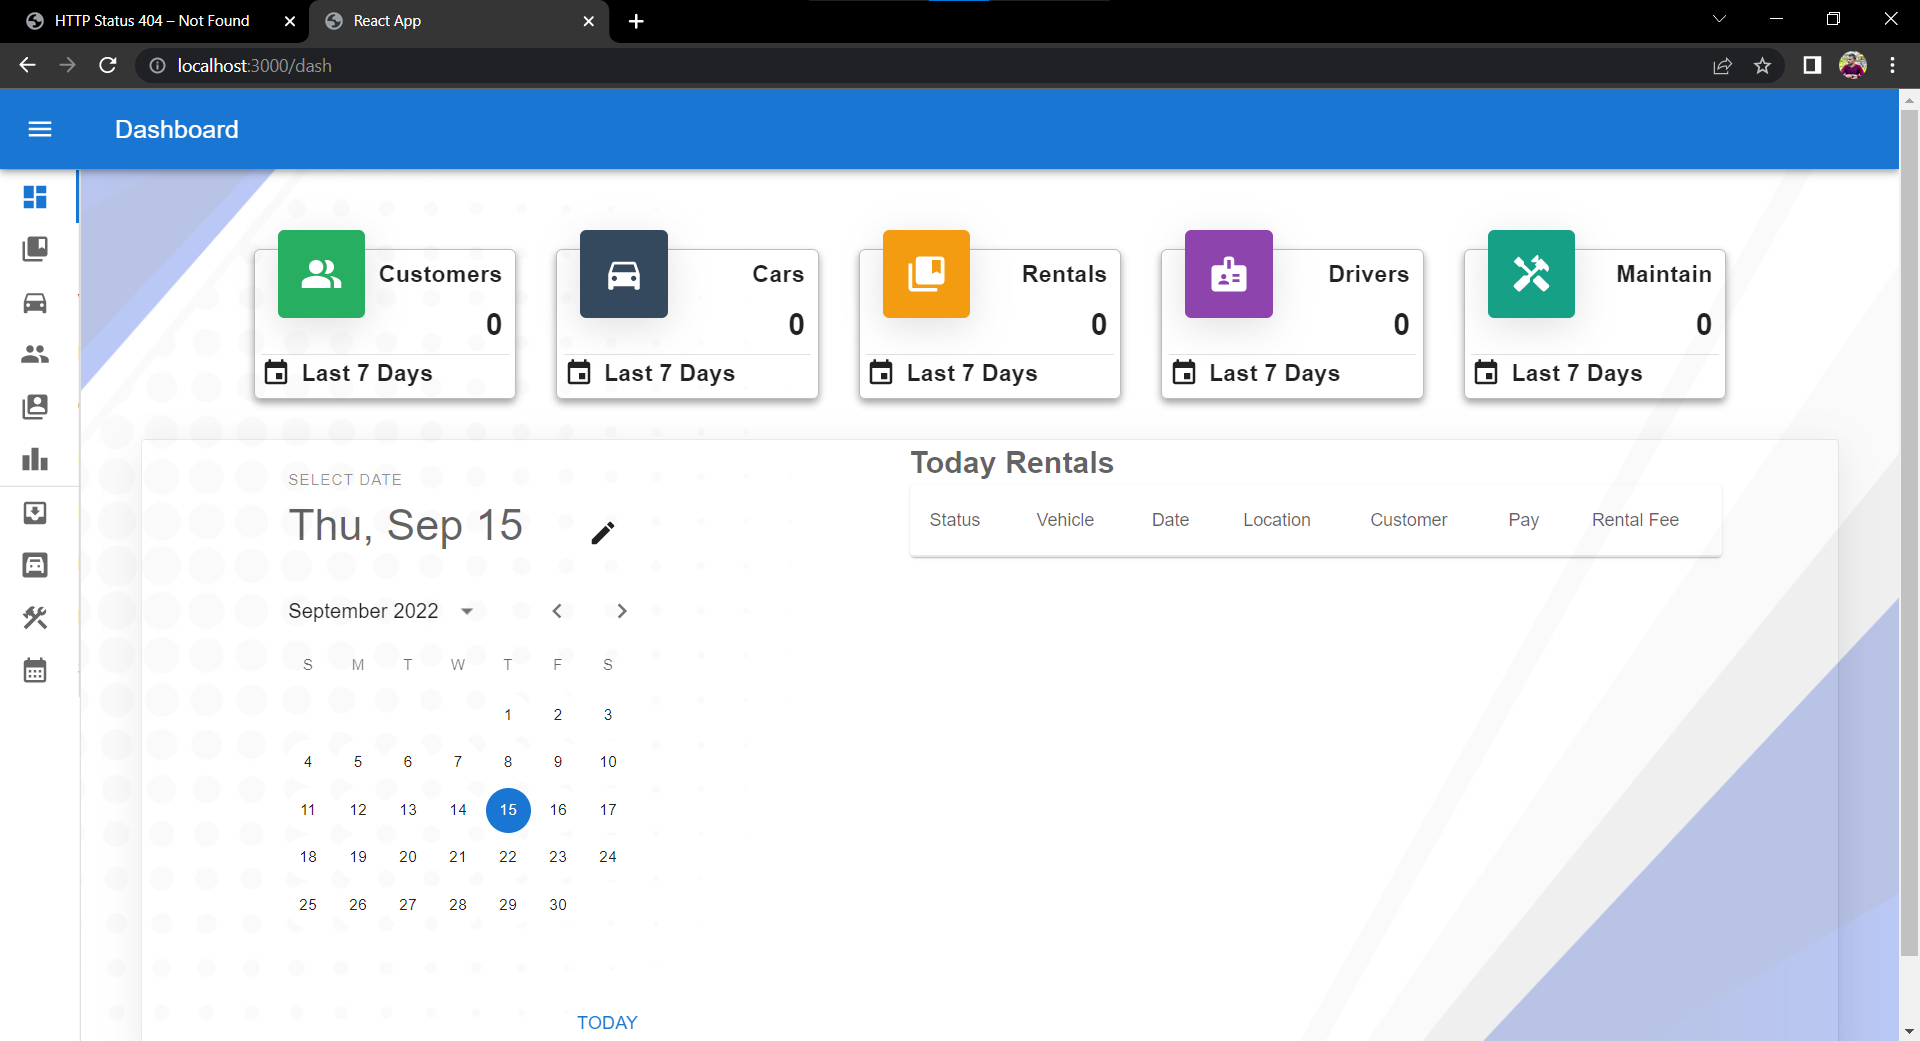 HTTP Status 404 – Not Found
React App
localhost:3000/dash
Dashboard
Customers
0
Last 7 Days
Cars
0
Last 7 Days
Rentals
0
Last 7 Days
Drivers
0
Last 7 Days
Maintain
0
Last 7 Days
SELECT DATE
Thu, Sep 15
September 2022
S M T W T F S
1 2 3
4 5 6 7 8 9 10
11 12 13 14 15 16 17
18 19 20 21 22 23 24
25 26 27 28 29 30
TODAY
Today Rentals
Status Vehicle Date Location Customer Pay Rental Fee